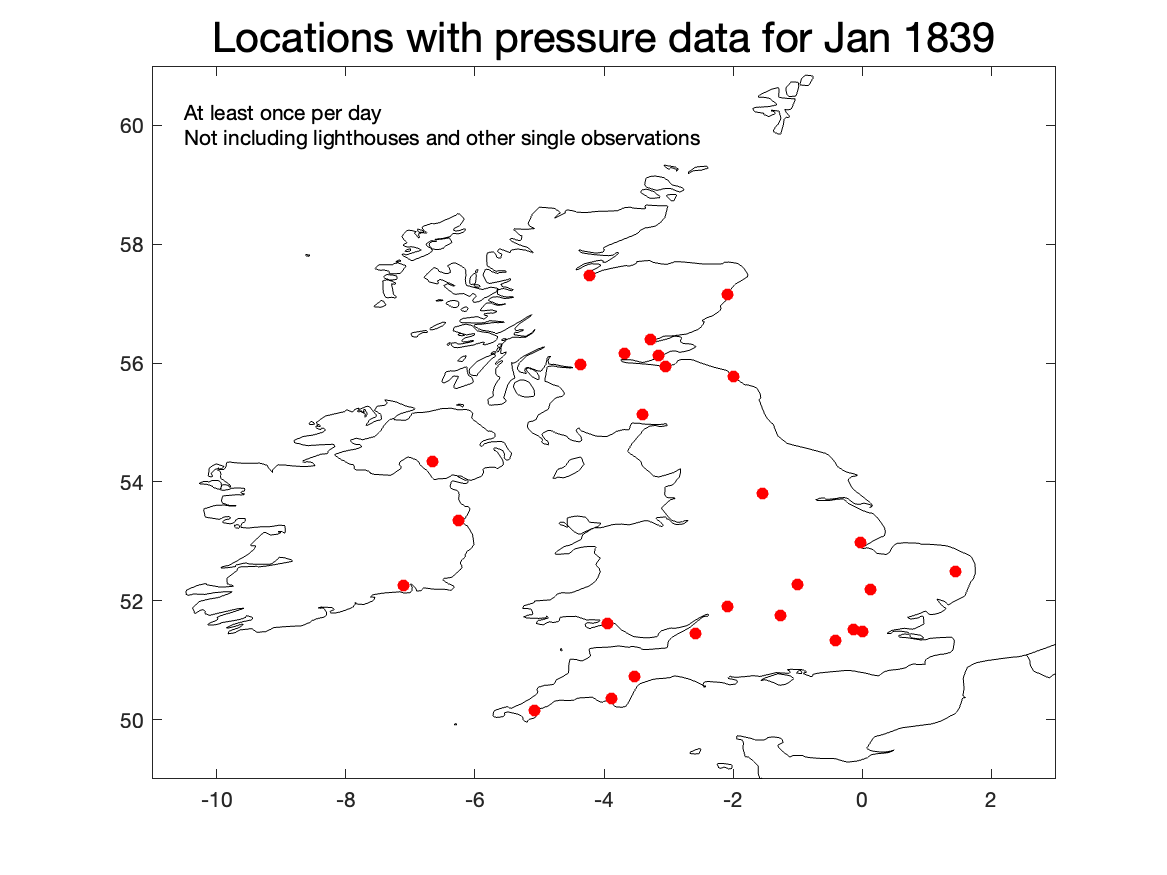 Locations with pressure data for Jan 1839
At least once per day
Not including lighthouses and other single observations
60
58
56
54
52
50
-10 -8 -6 -4 -2 0 2